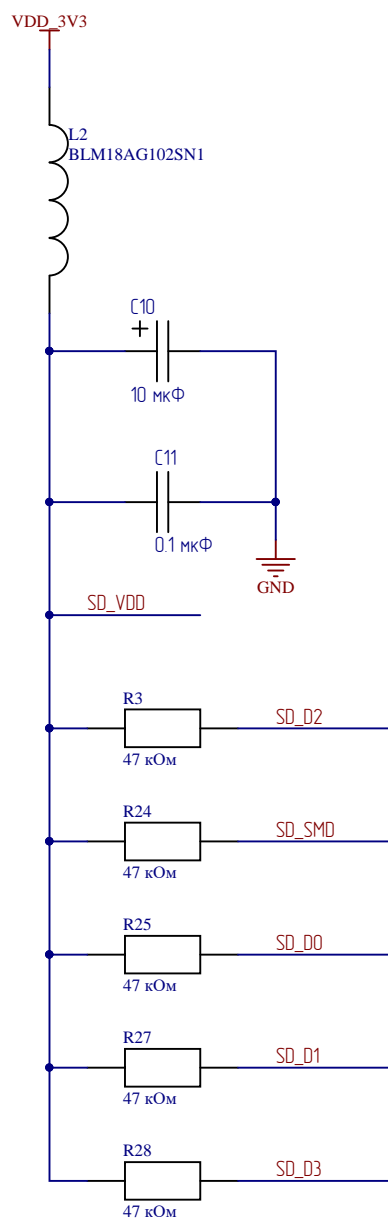 VDD_3V3
L2
BLM18AG102SN1
C10
+
10 мкФ
C11
0.1 мкФ
GND
SD_VDD
R3
SD_D2
47 кОм
R24
SD_SMD
47 кОм
R25
SD_D0
47 кОм
R27
SD_D1
47 кОм
R28
SD_D3
47 кОм